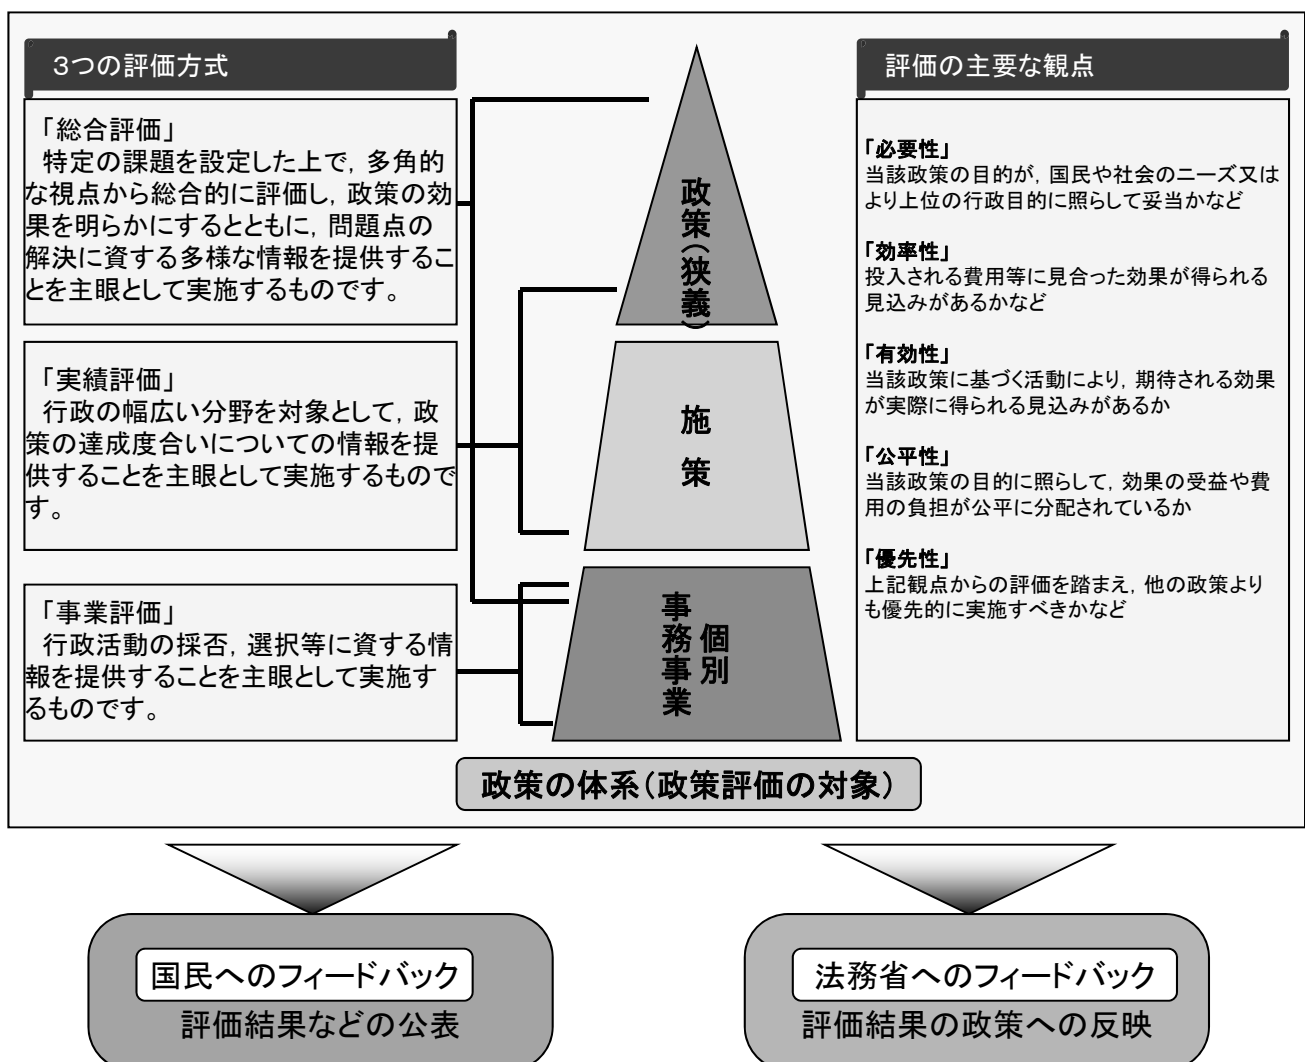 3つの評価方式
「総合評価」
特定の課題を設定した上で，多角的
な視点から総合的に評価し，政策の効
果を明らかにするとともに，問題点の
解決に資する多様な情報を提供するこ
とを主眼として実施するものです。
「実績評価」
行政の幅広い分野を対象として，政
策の達成度合いについての情報を提
供することを主眼として実施するもので
す。
「事業評価」
行政活動の採否，選択等に資する情
報を提供することを主眼として実施す
るものです。
政策（狭義）
施策
個別
事務事業
政策の体系（政策評価の対象）
評価の主要な観点
「必要性」
当該政策の目的が，国民や社会のニーズ又は
より上位の行政目的に照らして妥当かなど
「効率性」
投入される費用等に見合った効果が得られる
見込みがあるかなど
「有効性」
当該政策に基づく活動により，期待される効果
が実際に得られる見込みがあるか
「公平性」
当該政策の目的に照らして，効果の受益や費
用の負担が公平に分配されているか
「優先性」
上記観点からの評価を踏まえ，他の政策より
も優先的に実施すべきかなど
国民へのフィードバック
評価結果などの公表
法務省へのフィードバック
評価結果の政策への反映